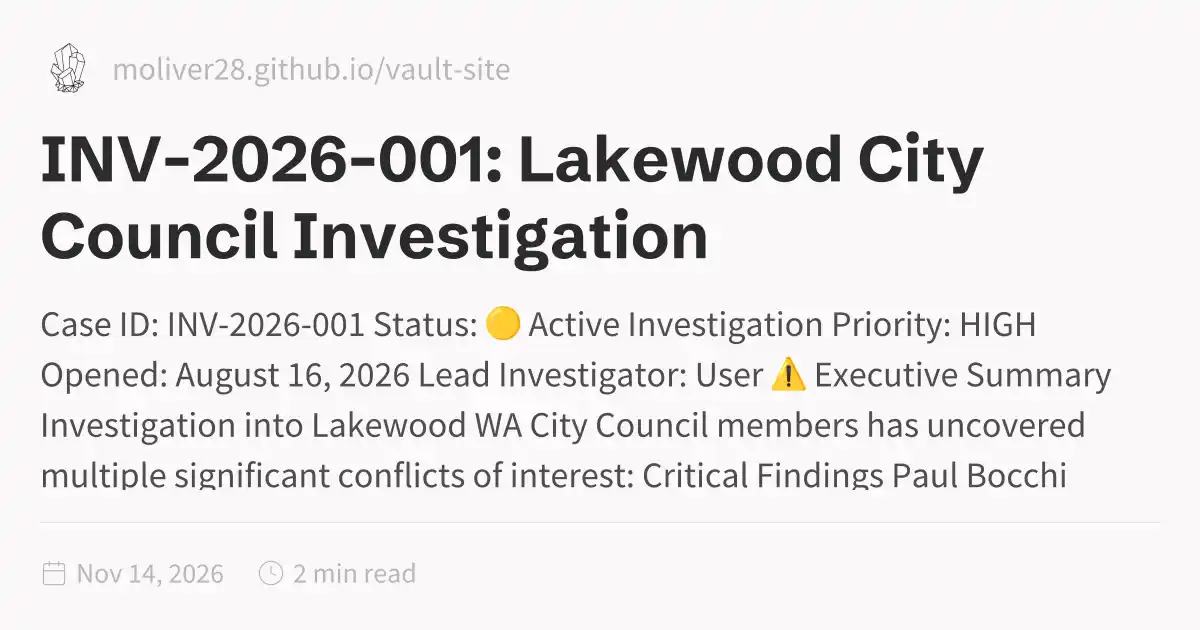 moliver28.github.io/vault-site
INV-2026-001: Lakewood City
Council Investigation
Case ID: INV-2026-001 Status: 🟡 Active Investigation Priority: HIGH
Opened: August 16, 2026 Lead Investigator: User ⚠️ Executive Summary
Investigation into Lakewood WA City Council members has uncovered
multiple significant conflicts of interest: Critical Findings Paul Bocchi
Nov 14, 2026
2 min read